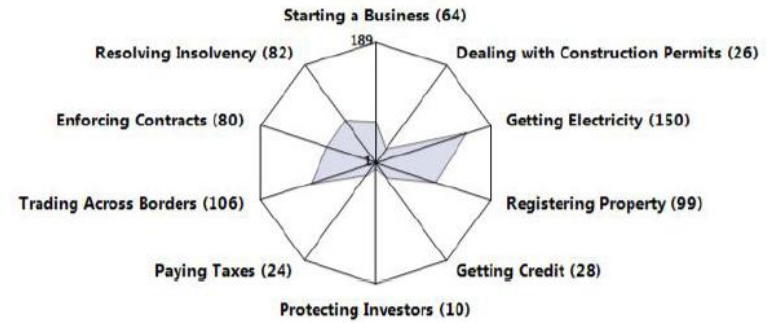 Starting a Business (64)
189
Resolving Insolvency (82)
Dealing with Construction Permits (26)
Enforcing Contracts (80)
Getting Electricity (150)
1
Trading Across Borders (106)
Registering Property (99)
Paying Taxes (24)
Getting Credit (28)
Protecting Investors (10)